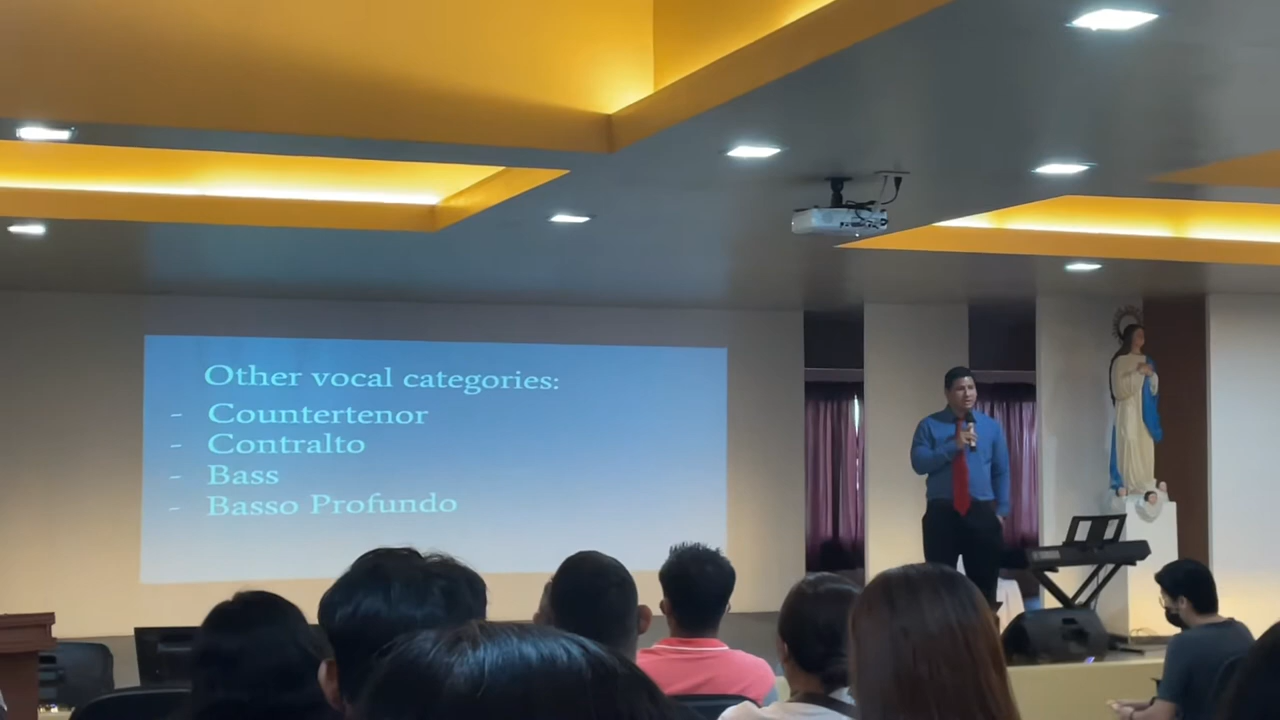 Other vocal categories:
- Countertenor
- Contralto
- Bass
- Basso Profundo